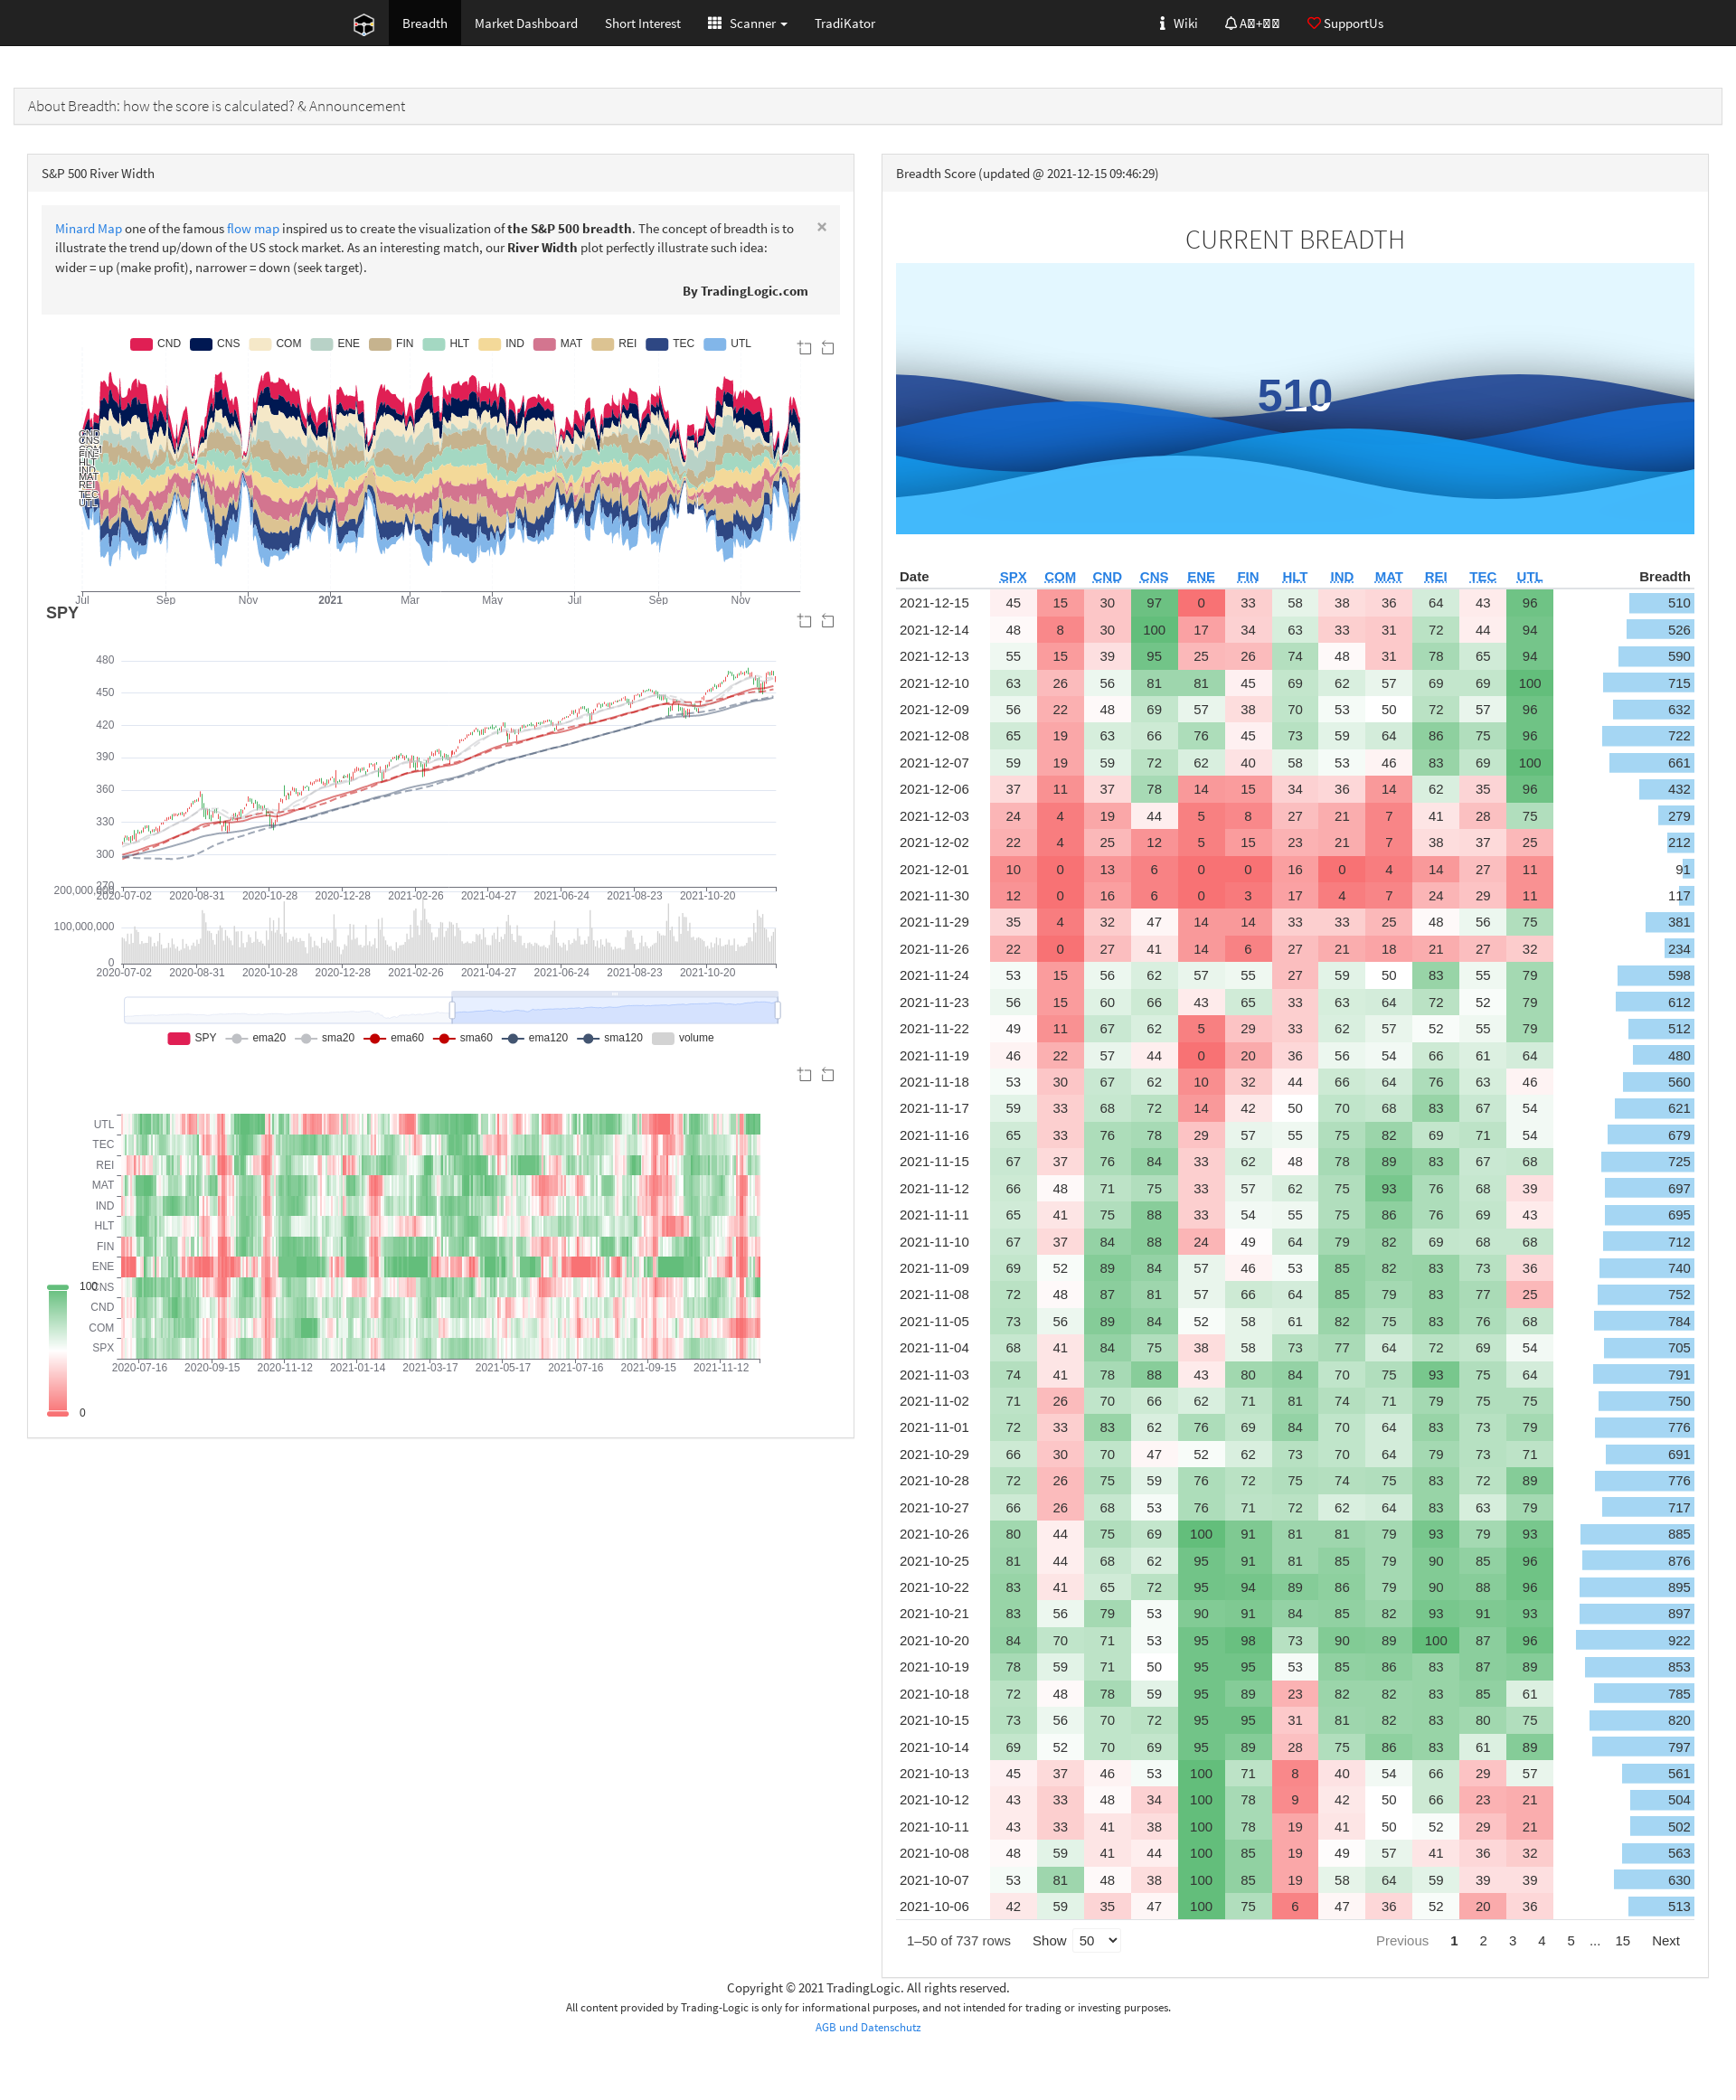 Breadth
Market Dashboard
Short Interest
Scanner
TradiKator
Wiki
SupportUs
About Breadth: how the score is calculated? & Announcement
S&P 500 River Width
Minard Map one of the famous flow map inspired us to create the visualization of the S&P 500 breadth. The concept of breadth is to
illustrate the trend up/down of the US stock market. As an interesting match, our River Width plot perfectly illustrate such idea:
wider = up (make profit), narrower = down (seek target).
×
By TradingLogic.com
CND CNS COM ENE FIN HLT IND MAT REI TEC UTL
CNS
HLT
MAT
REI
TEC
UTL
Jul Sep Nov 2021 Mar May Jul Sep Nov
SPY
480
450
420
390
360
330
300
270
2020-07-02 2020-08-31 2020-10-28 2020-12-28 2021-02-26 2021-04-27 2021-06-24 2021-08-23 2021-10-20
200,000,000
100,000,000
0
2020-07-02 2020-08-31 2020-10-28 2020-12-28 2021-02-26 2021-04-27 2021-06-24 2021-08-23 2021-10-20
SPY ema20 sma20 ema60 sma60 ema120 sma120 volume
UTL
TEC
REI
MAT
IND
HLT
FIN
ENE
CNS
CND
COM
SPX
100
0
2020-07-16 2020-09-15 2020-11-12 2021-01-14 2021-03-17 2021-05-17 2021-07-16 2021-09-15 2021-11-12
Breadth Score (updated @ 2021-12-15 09:46:29)
CURRENT BREADTH
510
Date SPX COM CND CNS ENE FIN HLT IND MAT REI TEC UTL Breadth
2021-12-15 45 15 30 97 0 33 58 38 36 64 43 96 510
2021-12-14 48 8 30 100 17 34 63 33 31 72 44 94 526
2021-12-13 55 15 39 95 25 26 74 48 31 78 65 94 590
2021-12-10 63 26 56 81 81 45 69 62 57 69 69 100 715
2021-12-09 56 22 48 69 57 38 70 53 50 72 57 96 632
2021-12-08 65 19 63 66 76 45 73 59 64 86 75 96 722
2021-12-07 59 19 59 72 62 40 58 53 46 83 69 100 661
2021-12-06 37 11 37 78 14 15 34 36 14 62 35 96 432
2021-12-03 24 4 19 44 5 8 27 21 7 41 28 75 279
2021-12-02 22 4 25 12 5 15 23 21 7 38 37 25 212
2021-12-01 10 0 13 6 0 0 16 0 4 14 27 11 91
2021-11-30 12 0 16 6 0 3 17 4 7 24 29 11 117
2021-11-29 35 4 32 47 14 14 33 33 25 48 56 75 381
2021-11-26 22 0 27 41 14 6 27 21 18 21 27 32 234
2021-11-24 53 15 56 62 57 55 27 59 50 83 55 79 598
2021-11-23 56 15 60 66 43 65 33 63 64 72 52 79 612
2021-11-22 49 11 67 62 5 29 33 62 57 52 55 79 512
2021-11-19 46 22 57 44 0 20 36 56 54 66 61 64 480
2021-11-18 53 30 67 62 10 32 44 66 64 76 63 46 560
2021-11-17 59 33 68 72 14 42 50 70 68 83 67 54 621
2021-11-16 65 33 76 78 29 57 55 75 82 69 71 54 679
2021-11-15 67 37 76 84 33 62 48 78 89 83 67 68 725
2021-11-12 66 48 71 75 33 57 62 75 93 76 68 39 697
2021-11-11 65 41 75 88 33 54 55 75 86 76 69 43 695
2021-11-10 67 37 84 88 24 49 64 79 82 69 68 68 712
2021-11-09 69 52 89 84 57 46 53 85 82 83 73 36 740
2021-11-08 72 48 87 81 57 66 64 85 79 83 77 25 752
2021-11-05 73 56 89 84 52 58 61 82 75 83 76 68 784
2021-11-04 68 41 84 75 38 58 73 77 64 72 69 54 705
2021-11-03 74 41 78 88 43 80 84 70 75 93 75 64 791
2021-11-02 71 26 70 66 62 71 81 74 71 79 75 75 750
2021-11-01 72 33 83 62 76 69 84 70 64 83 73 79 776
2021-10-29 66 30 70 47 52 62 73 70 64 79 73 71 691
2021-10-28 72 26 75 59 76 72 75 74 75 83 72 89 776
2021-10-27 66 26 68 53 76 71 72 62 64 83 63 79 717
2021-10-26 80 44 75 69 100 91 81 81 79 93 79 93 885
2021-10-25 81 44 68 62 95 91 81 85 79 90 85 96 876
2021-10-22 83 41 65 72 95 94 89 86 79 90 88 96 895
2021-10-21 83 56 79 53 90 91 84 85 82 93 91 93 897
2021-10-20 84 70 71 53 95 98 73 90 89 100 87 96 922
2021-10-19 78 59 71 50 95 95 53 85 86 83 87 89 853
2021-10-18 72 48 78 59 95 89 23 82 82 83 85 61 785
2021-10-15 73 56 70 72 95 95 31 81 82 83 80 75 820
2021-10-14 69 52 70 69 95 89 28 75 86 83 61 89 797
2021-10-13 45 37 46 53 100 71 8 40 54 66 29 57 561
2021-10-12 43 33 48 34 100 78 9 42 50 66 23 21 504
2021-10-11 43 33 41 38 100 78 19 41 50 52 29 21 502
2021-10-08 48 59 41 44 100 85 19 49 57 41 36 32 563
2021-10-07 53 81 48 38 100 85 19 58 64 59 39 39 630
2021-10-06 42 59 35 47 100 75 6 47 36 52 20 36 513
1–50 of 737 rows Show 50 Previous 1 2 3 4 5 ... 15 Next
Copyright © 2021 TradingLogic. All rights reserved.
All content provided by Trading-Logic is only for informational purposes, and not intended for trading or investing purposes.
AGB und Datenschutz